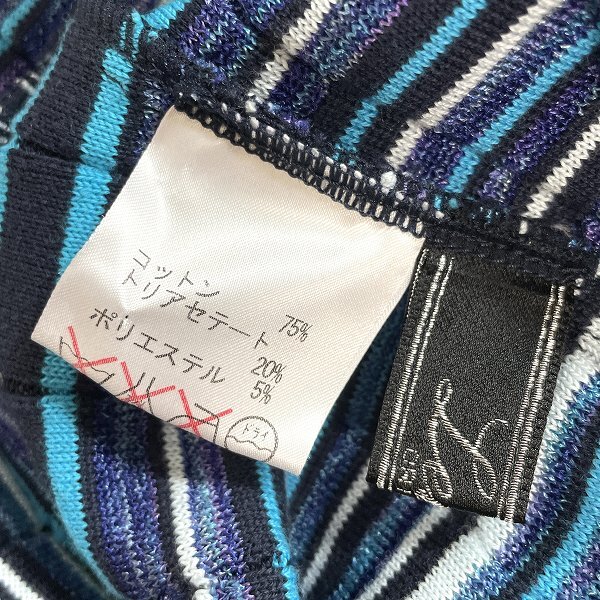 コットン 75%
トリアセテート 20%
ポリエステル 5%
ドライ